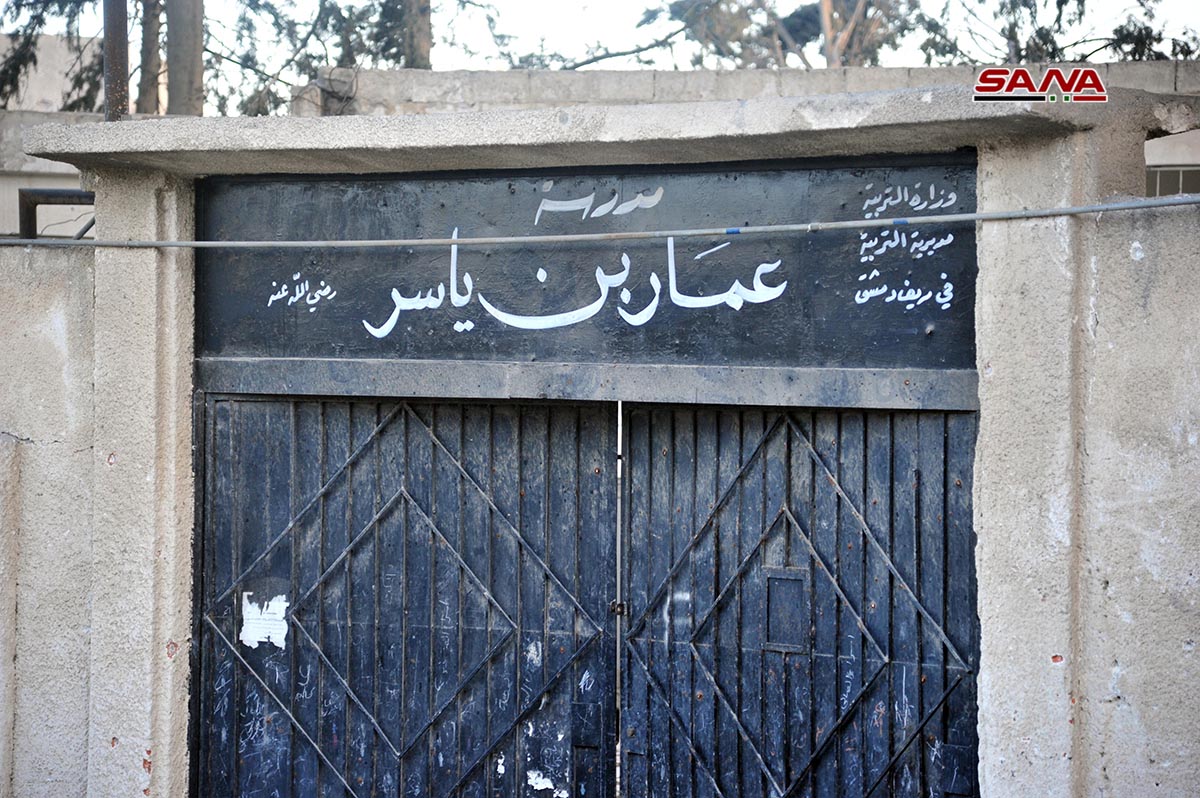 SANA
وزارة التربية
مديرية التربية
في ريف دمشق
مدرسة
عمار بن ياسر
رضي الله عنه